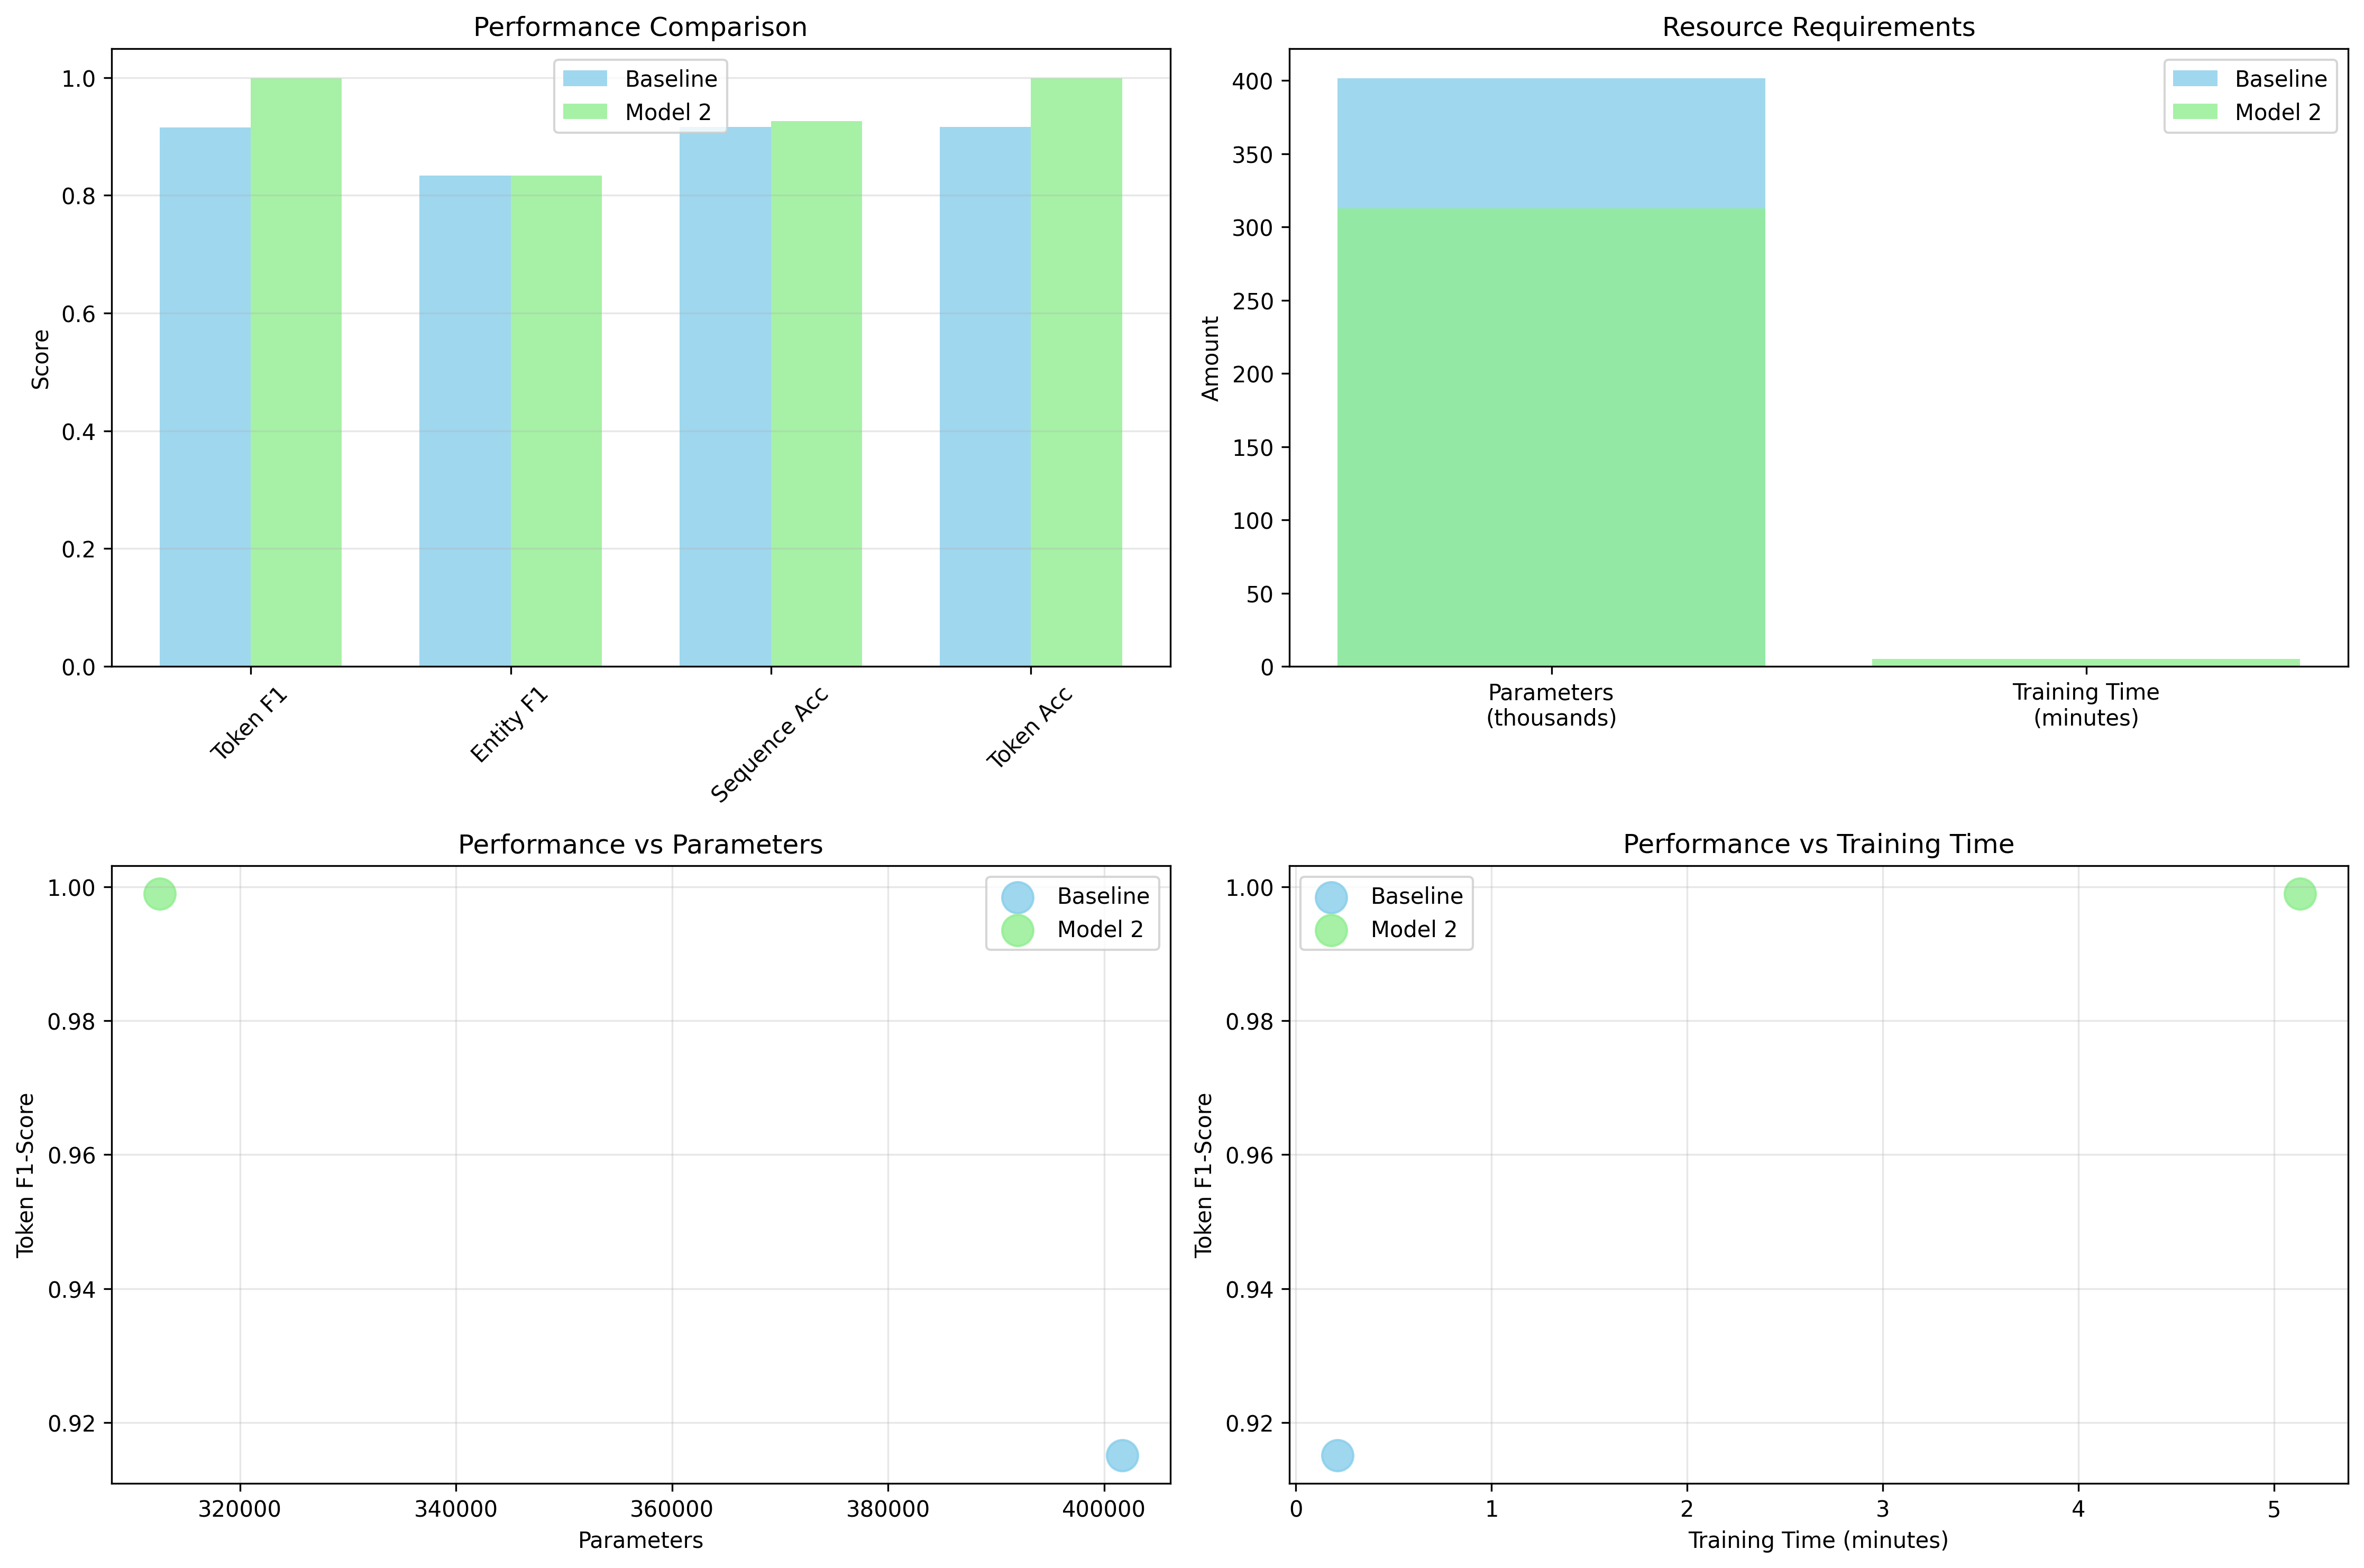 Performance Comparison
Baseline
Model 2
Score
1.0
0.8
0.6
0.4
0.2
0.0
Token F1
Entity F1
Sequence Acc
Token Acc
Resource Requirements
Baseline
Model 2
Amount
400
350
300
250
200
150
100
50
0
Parameters
(thousands)
Training Time
(minutes)
Performance vs Parameters
Baseline
Model 2
Token F1-Score
1.00
0.98
0.96
0.94
0.92
320000
340000
360000
380000
400000
Parameters
Performance vs Training Time
Baseline
Model 2
Token F1-Score
1.00
0.98
0.96
0.94
0.92
0
1
2
3
4
5
Training Time (minutes)